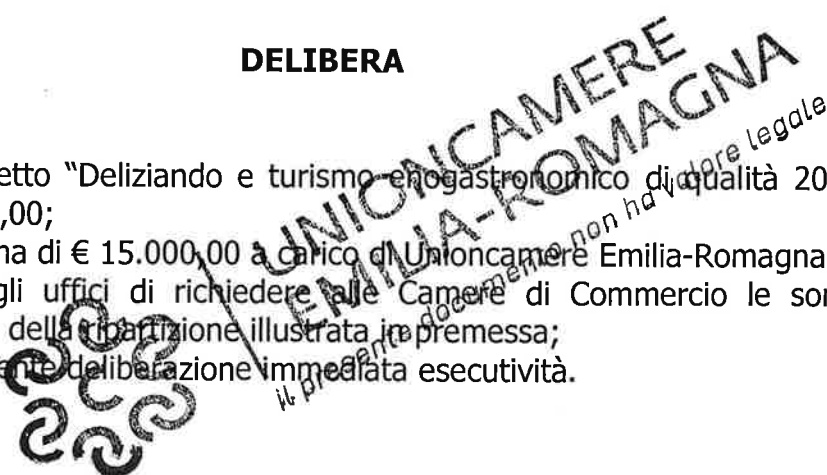 DELIBERA
etto “Deliziando e turismo enogastronomico di qualità 20
,00;
na di € 15.000,00 a carico di Unioncamere Emilia-Romagna
gli uffici di richiedere alle Camere di Commercio le sor
della ripartizione illustrata in premessa;
ente deliberazione immediata esecutività.
UNIONCAMERE
EMILIA-ROMAGNA
il presente documento non ha valore legale